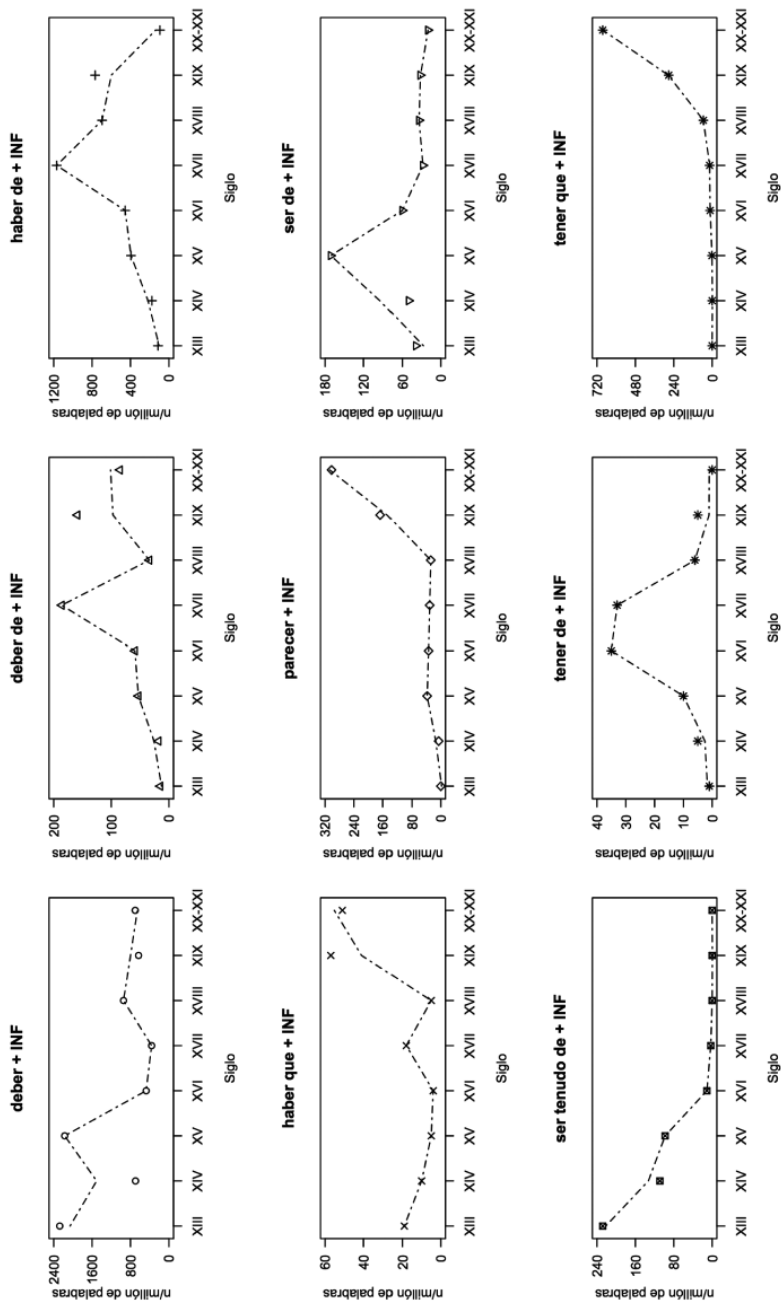 deber + INF
n/millón de palabras
2400
1600
800
0
XIII XIV XV XVI XVII XVIII XIX XX-XXI
Siglo
deber de + INF
n/millón de palabras
200
100
0
XIII XIV XV XVI XVII XVIII XIX XX-XXI
Siglo
haber de + INF
n/millón de palabras
1200
800
400
0
XIII XIV XV XVI XVII XVIII XIX XX-XXI
Siglo
haber que + INF
n/millón de palabras
60
40
20
0
XIII XIV XV XVI XVII XVIII XIX XX-XXI
Siglo
parecer + INF
n/millón de palabras
320
240
160
80
0
XIII XIV XV XVI XVII XVIII XIX XX-XXI
Siglo
ser de + INF
n/millón de palabras
180
120
60
0
XIII XIV XV XVI XVII XVIII XIX XX-XXI
Siglo
ser tenudo de + INF
n/millón de palabras
240
160
80
0
XIII XIV XV XVI XVII XVIII XIX XX-XXI
Siglo
tener de + INF
n/millón de palabras
40
30
20
10
0
XIII XIV XV XVI XVII XVIII XIX XX-XXI
Siglo
tener que + INF
n/millón de palabras
720
480
240
0
XIII XIV XV XVI XVII XVIII XIX XX-XXI
Siglo